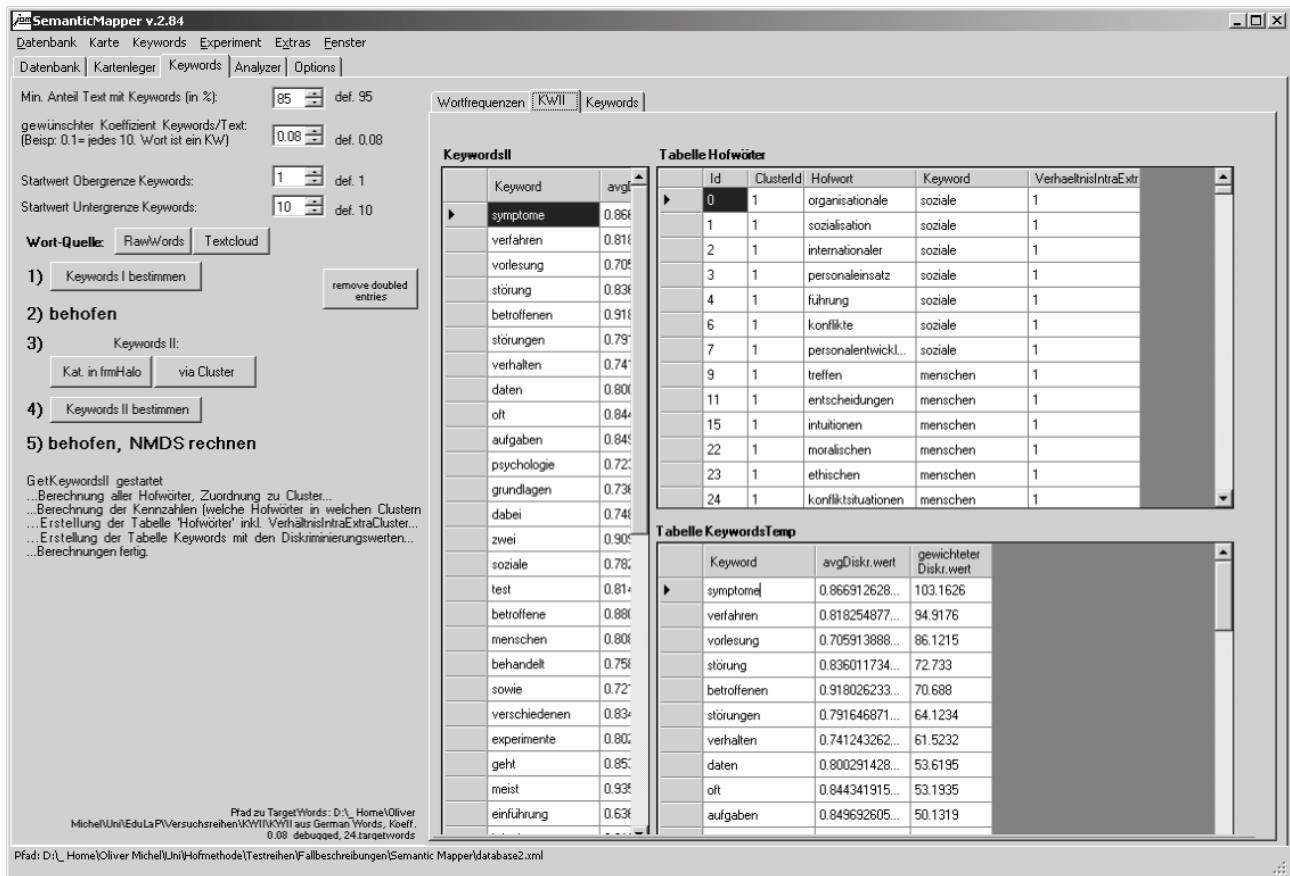 jbm SemanticMapper v.2.84
Datenbank Karte Keywords Experiment Extras Fenster
Datenbank Kartenleger Keywords Analyzer Options
Min. Anteil Text mit Keywords (in %): 85 def. 95
gewünschter Koeffizient Keywords/Text:
(Beisp: 0.1= jedes 10. Wort ist ein KW) 0.08 def. 0.08
Startwert Obergrenze Keywords: 1 def. 1
Startwert Untergrenze Keywords: 10 def. 10
Wort-Quelle: RawWords Textcloud
1) Keywords I bestimmen
remove doubled
entries
2) behofen
3) Keywords II:
Kat. in frmHalo via Cluster
4) Keywords II bestimmen
5) behofen, NMDS rechnen
GetKeywordsII gestartet
...Berechnung aller Hofwörter, Zuordnung zu Cluster...
...Berechnung der Kennzahlen (welche Hofwörter in welchen Clustern
...Erstellung der Tabelle 'Hofwörter' inkl. VerhältnisIntraExtraCluster...
...Erstellung der Tabelle Keywords mit den Diskriminierungswerten...
...Berechnungen fertig.
Pfad zu TargetWords: D:\_ Home\Oliver
Michel\Uni\EduLaP\Versuchsreihen\KWII\KWII aus German Words, Koeff.
0.08 debugged, 24.targetwords
Wortfrequenzen KWII Keywords
KeywordsII
Keyword avgD
symptome 0.866
verfahren 0.818
vorlesung 0.705
störung 0.836
betroffenen 0.918
störungen 0.791
verhalten 0.741
daten 0.800
oft 0.844
aufgaben 0.849
psychologie 0.723
grundlagen 0.736
dabei 0.748
zwei 0.909
soziale 0.782
test 0.814
betroffene 0.880
menschen 0.808
behandelt 0.758
sowie 0.721
verschiedenen 0.834
experimente 0.802
geht 0.853
meist 0.935
einführung 0.636
Tabelle Hofwörter
Id ClusterId Hofwort Keyword VerhaeltnisIntraExtr
0 1 organisationale soziale 1
1 1 sozialisation soziale 1
2 1 internationaler soziale 1
3 1 personaleinsatz soziale 1
4 1 führung soziale 1
6 1 konflikte soziale 1
7 1 personalentwickl... soziale 1
9 1 treffen menschen 1
11 1 entscheidungen menschen 1
15 1 intuitionen menschen 1
22 1 moralischen menschen 1
23 1 ethischen menschen 1
24 1 konfliktsituationen menschen 1
Tabelle KeywordsTemp
Keyword avgDiskr.wert gewichteter
Diskr.wert
symptome 0.866912628... 103.1626
verfahren 0.818254877... 94.9176
vorlesung 0.705913888... 86.1215
störung 0.836011734... 72.733
betroffenen 0.918026233... 70.688
störungen 0.791646871... 64.1234
verhalten 0.741243262... 61.5232
daten 0.800291428... 53.6195
oft 0.844341915... 53.1935
aufgaben 0.849692605... 50.1319
Pfad: D:\_ Home\Oliver Michel\Uni\Hofmethode\Testreihen\Fallbeschreibungen\Semantic Mapper\database2.xml